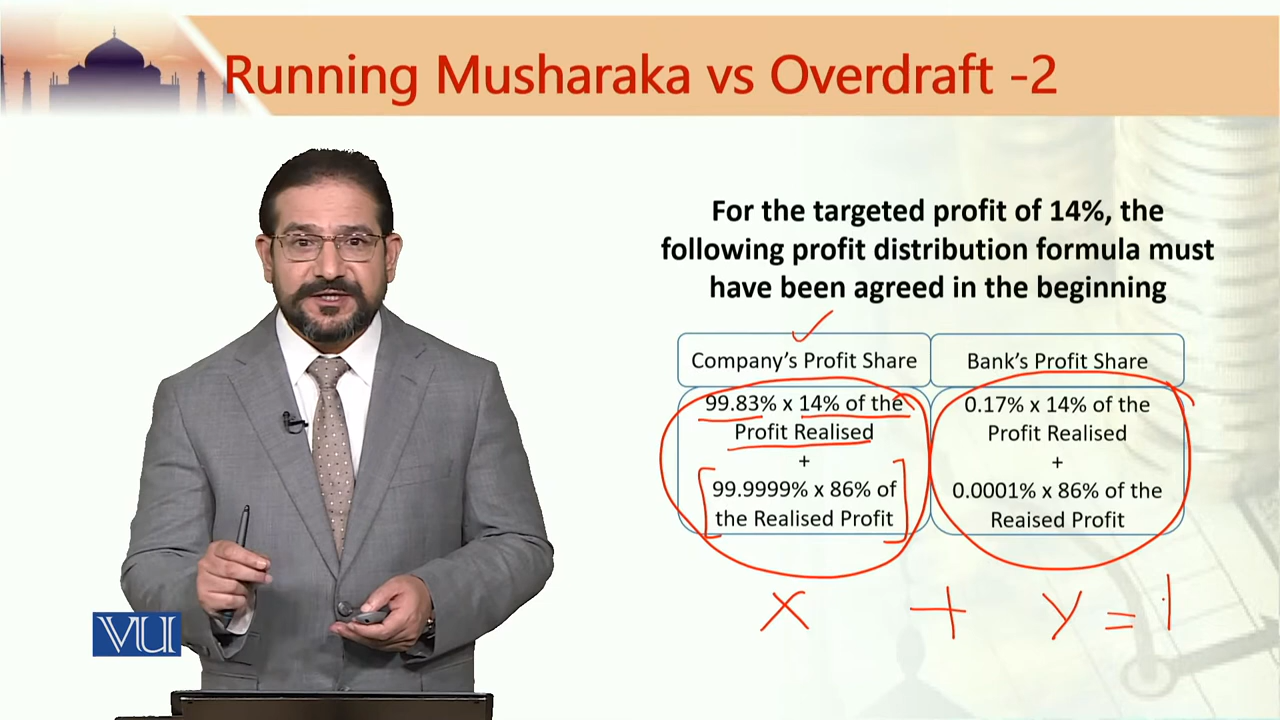 Running Musharaka vs Overdraft -2
For the targeted profit of 14%, the
following profit distribution formula must
have been agreed in the beginning
Company's Profit Share
Bank's Profit Share
99.83% x 14% of the
Profit Realised
+
99.9999% x 86% of
the Realised Profit
0.17% x 14% of the
Profit Realised
+
0.0001% x 86% of the
Reaised Profit
x + y = 1
VU